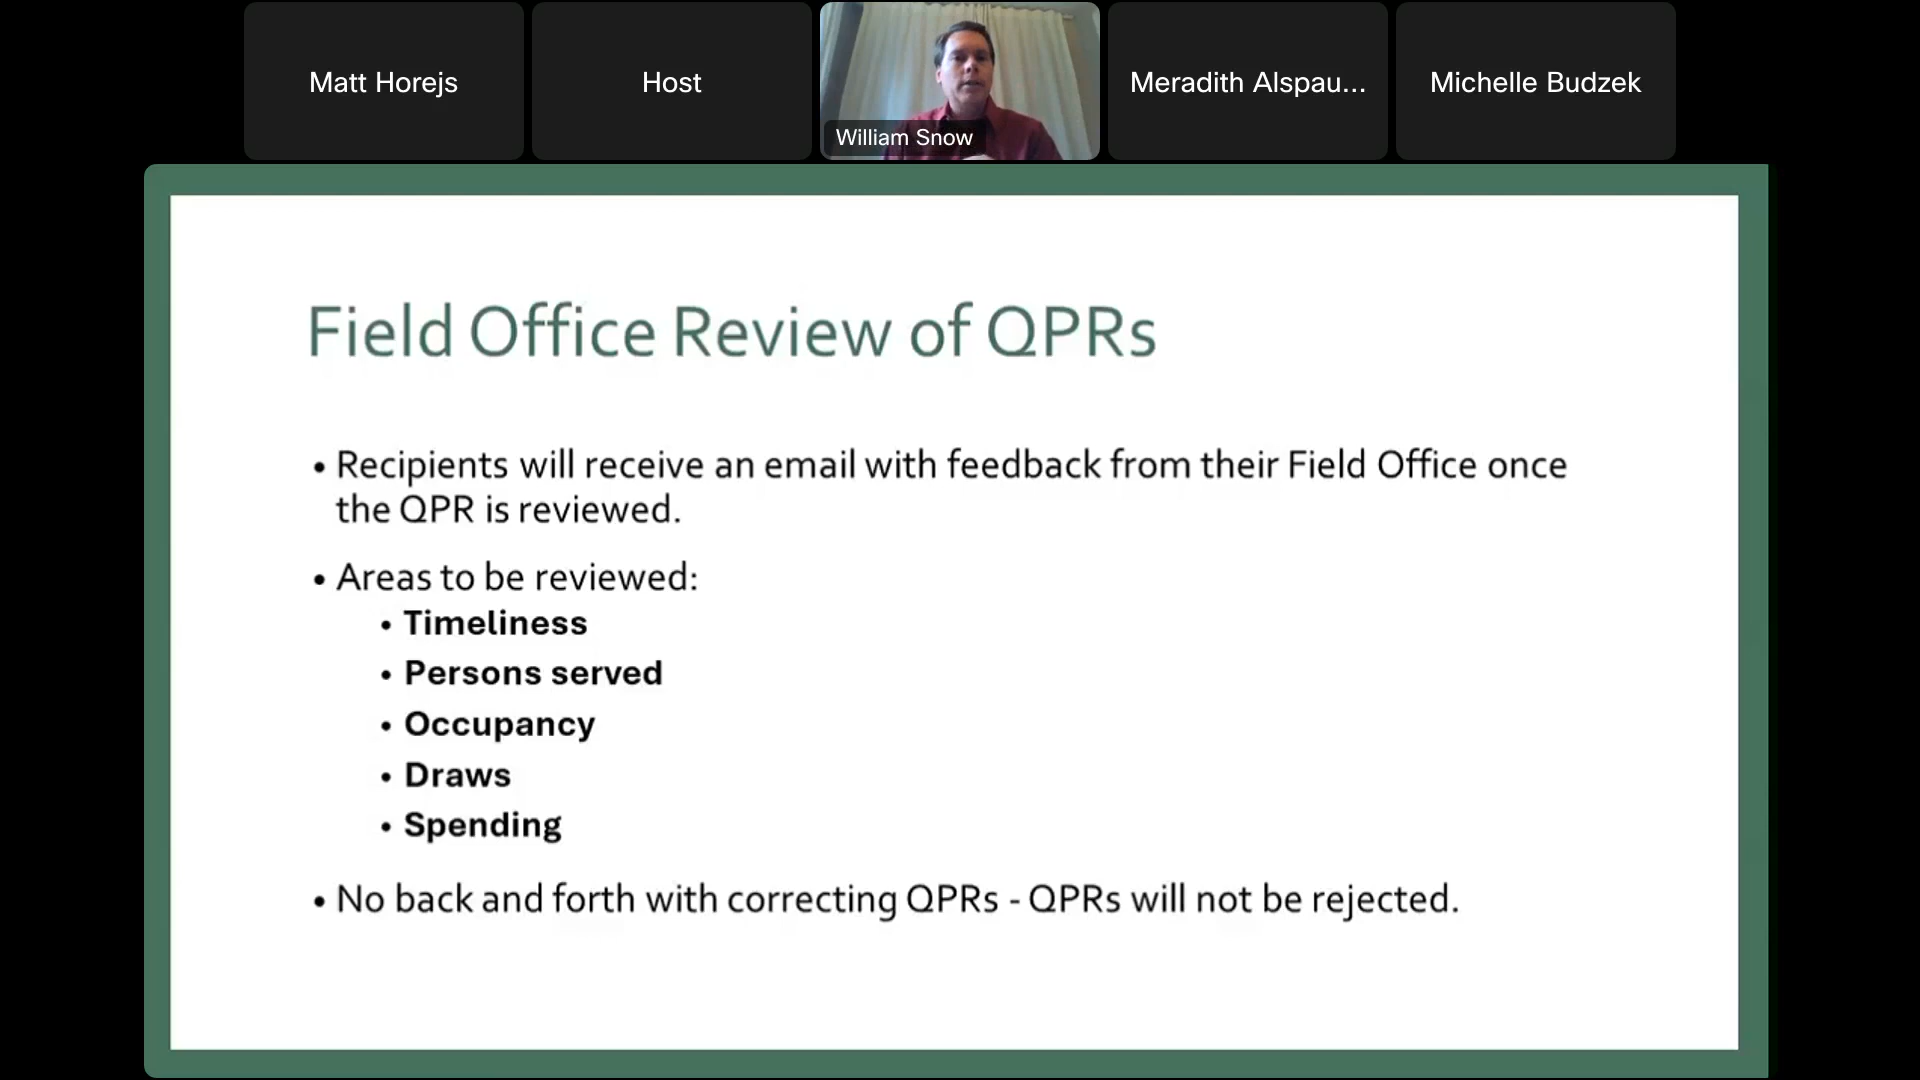 Matt Horejs
Host
William Snow
Meradith Alspau...
Michelle Budzek
Field Office Review of QPRs
• Recipients will receive an email with feedback from their Field Office once
the QPR is reviewed.
• Areas to be reviewed:
• Timeliness
• Persons served
• Occupancy
• Draws
• Spending
• No back and forth with correcting QPRs - QPRs will not be rejected.